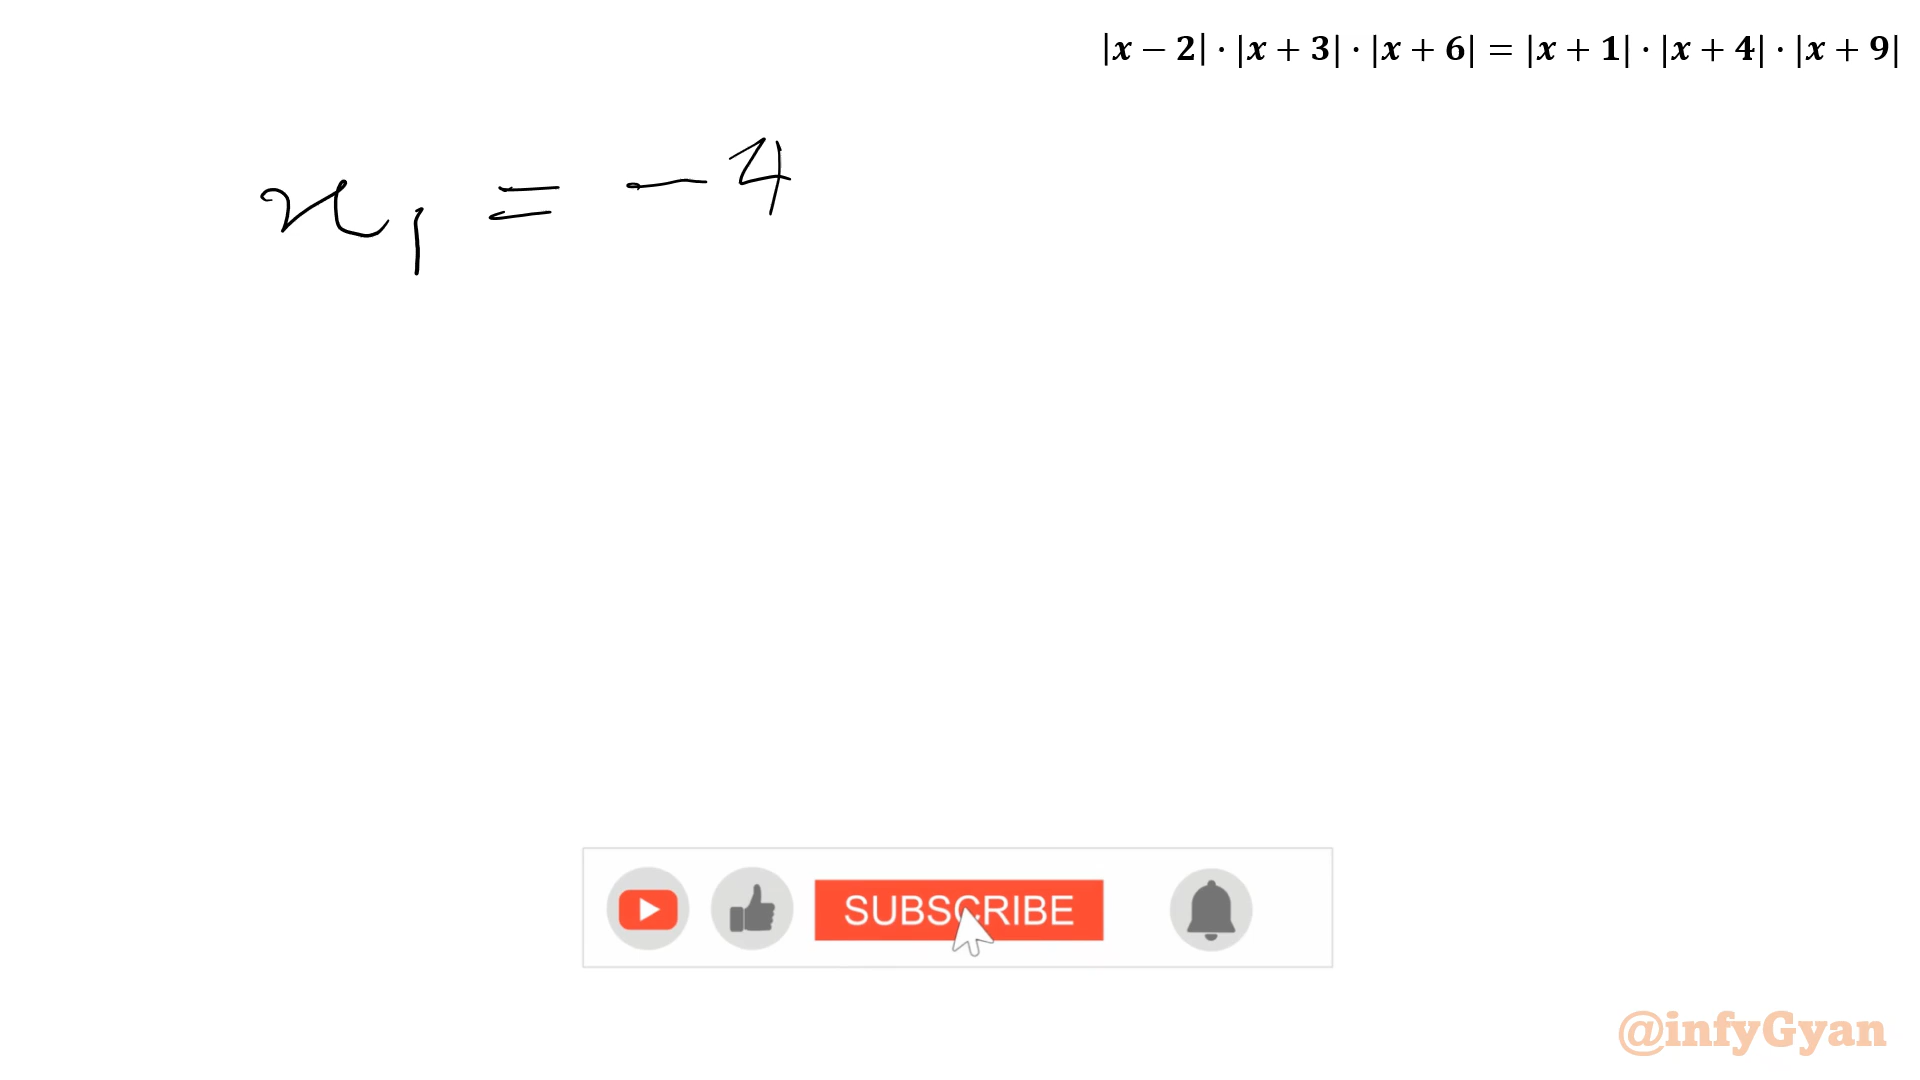 |x − 2| · |x + 3| · |x + 6| = |x + 1| · |x + 4| · |x + 9|
x₁ = −4
SUBSCRIBE
@infyGyan